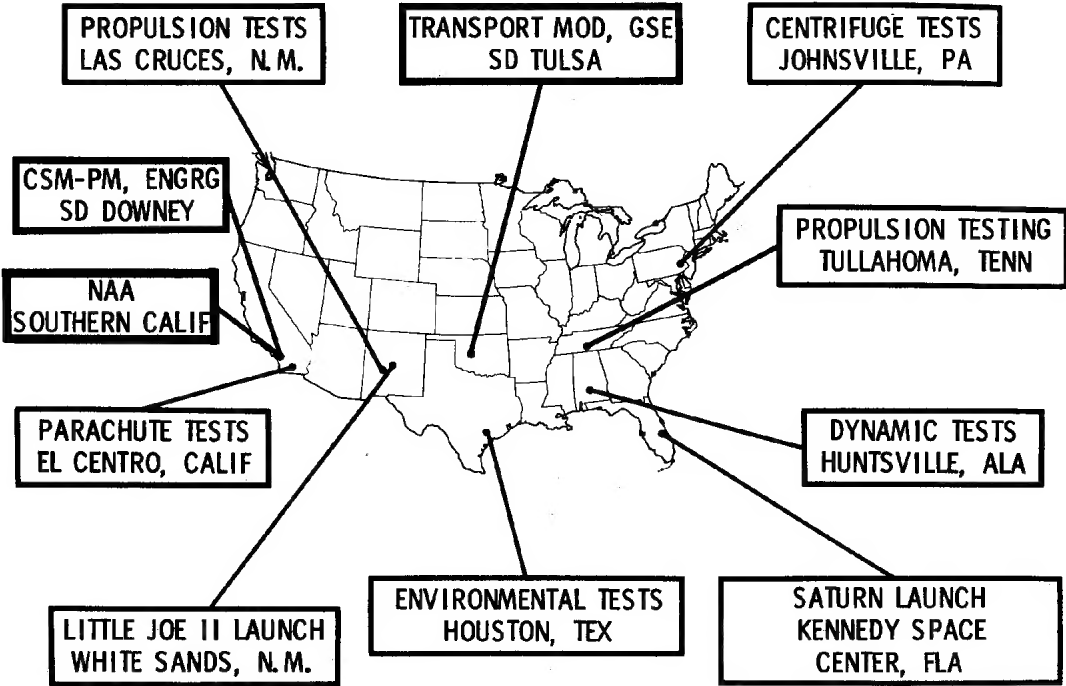 PROPULSION TESTS
LAS CRUCES, N.M.
TRANSPORT MOD, GSE
SD TULSA
CENTRIFUGE TESTS
JOHNSVILLE, PA
CSM-PM, ENGRG
SD DOWNEY
PROPULSION TESTING
TULLAHOMA, TENN
NAA
SOUTHERN CALIF
PARACHUTE TESTS
EL CENTRO, CALIF
DYNAMIC TESTS
HUNTSVILLE, ALA
LITTLE JOE II LAUNCH
WHITE SANDS, N.M.
ENVIRONMENTAL TESTS
HOUSTON, TEX
SATURN LAUNCH
KENNEDY SPACE
CENTER, FLA